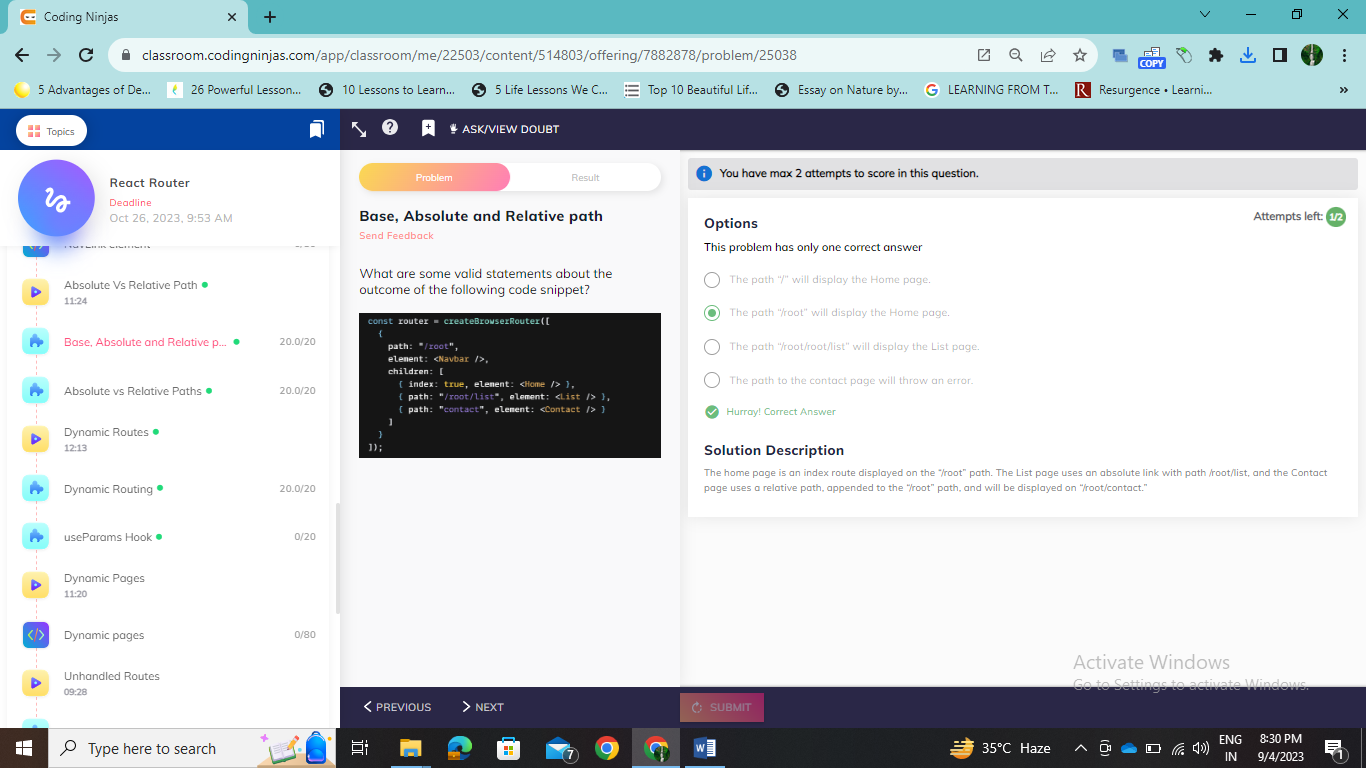 Coding Ninjas
classroom.codingninjas.com/app/classroom/me/22503/content/514803/offering/7882878/problem/25038
COPY
5 Advantages of De...
26 Powerful Lesson...
10 Lessons to Learn...
5 Life Lessons We C...
Top 10 Beautiful Lif...
Essay on Nature by...
LEARNING FROM T...
Resurgence • Learni...
»
Topics
ASK/VIEW DOUBT
React Router
Deadline
Oct 26, 2023, 9:53 AM
NavLink element
Absolute Vs Relative Path
11:24
Base, Absolute and Relative p...
20.0/20
Absolute vs Relative Paths
20.0/20
Dynamic Routes
12:13
Dynamic Routing
20.0/20
useParams Hook
0/20
Dynamic Pages
11:20
Dynamic pages
0/80
Unhandled Routes
09:28
Problem
Result
Base, Absolute and Relative path
Send Feedback
What are some valid statements about the
outcome of the following code snippet?
const router = createBrowserRouter([
{
path: "/root",
element: <Navbar />,
children: [
{ index: true, element: <Home /> },
{ path: "/root/list", element: <List /> },
{ path: "contact", element: <Contact /> }
]
}
]);
PREVIOUS
NEXT
You have max 2 attempts to score in this question.
Options
Attempts left: 1/2
This problem has only one correct answer
The path “/” will display the Home page.
The path “/root” will display the Home page.
The path “/root/root/list” will display the List page.
The path to the contact page will throw an error.
Hurray! Correct Answer
Solution Description
The home page is an index route displayed on the “/root” path. The List page uses an absolute link with path /root/list, and the Contact
page uses a relative path, appended to the “/root” path, and will be displayed on “/root/contact.”
Activate Windows
Go to Settings to activate Windows.
SUBMIT
Type here to search
7
35°C Haze
ENG
IN
8:30 PM
9/4/2023
1